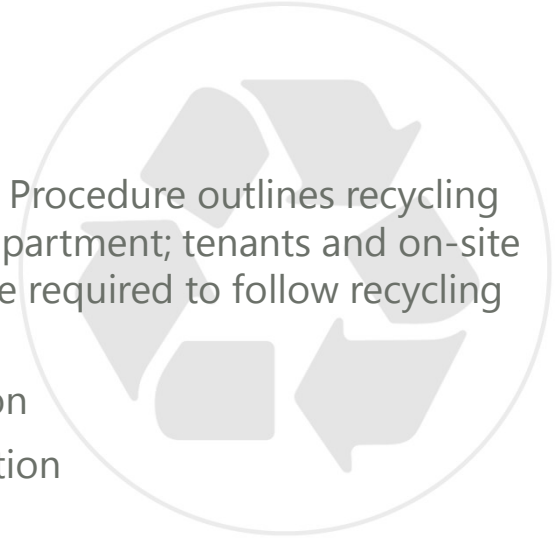 Procedure outlines recycling
partment; tenants and on-site
e required to follow recycling
on
tion